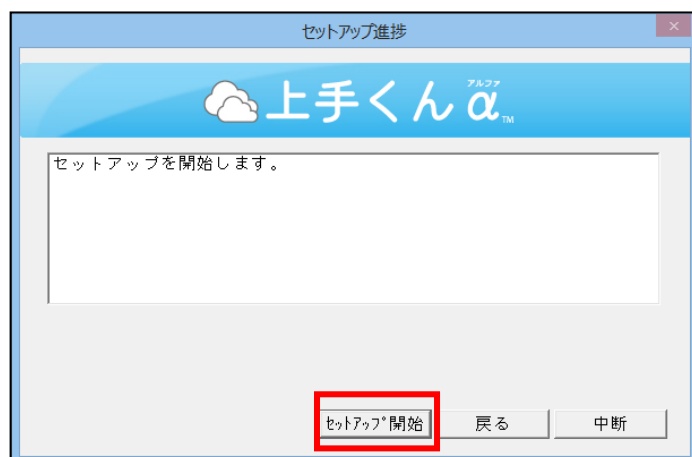 セットアップ進捗
上手くんα アルファ ™
セットアップを開始します。
ｾｯﾄｱｯﾌﾟ開始
戻る
中断